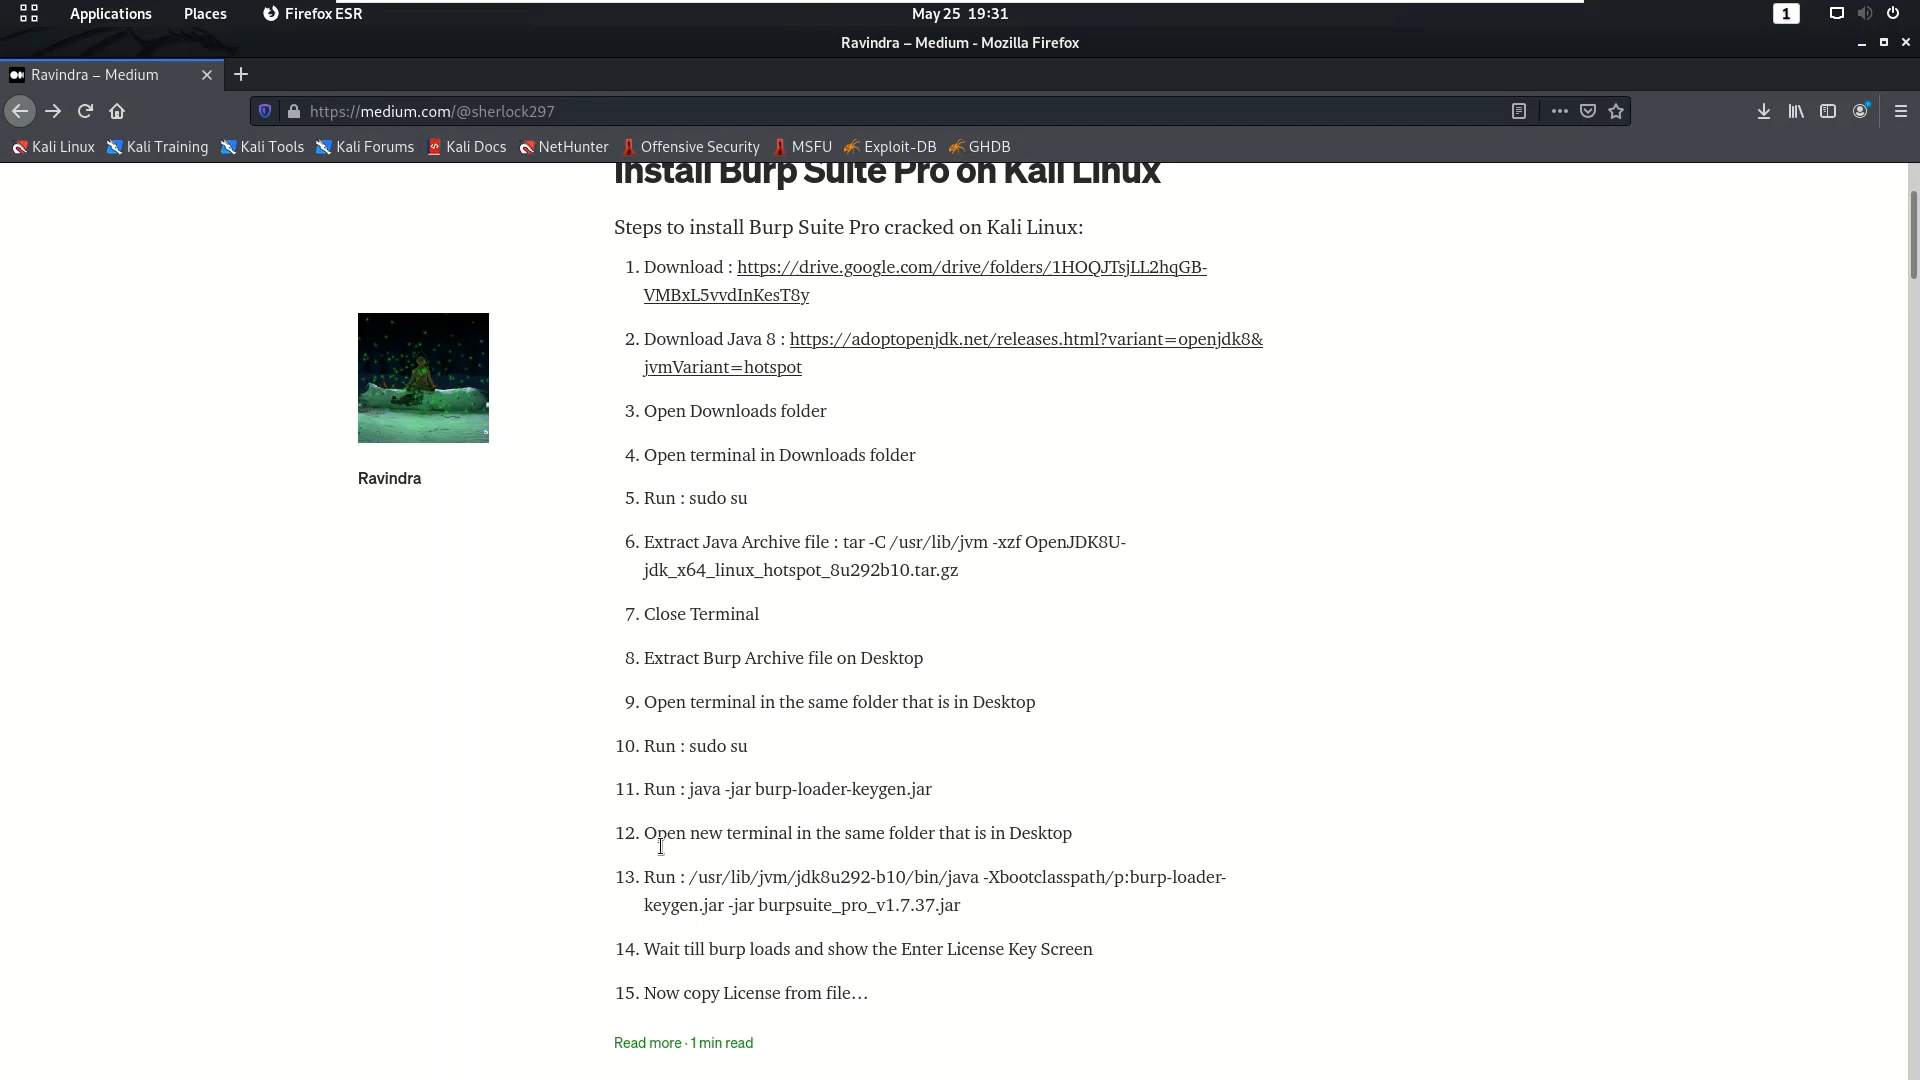 Applications Places Firefox ESR May 25 19:31 1
Ravindra – Medium - Mozilla Firefox
Ravindra – Medium
https://medium.com/@sherlock297
Kali Linux Kali Training Kali Tools Kali Forums Kali Docs NetHunter Offensive Security MSFU Exploit-DB GHDB
Install Burp Suite Pro on Kali Linux
Steps to install Burp Suite Pro cracked on Kali Linux:
1. Download : https://drive.google.com/drive/folders/1HOQJTsjLL2hqGB-
VMBxL5vvdInKesT8y
2. Download Java 8 : https://adoptopenjdk.net/releases.html?variant=openjdk8&
jvmVariant=hotspot
3. Open Downloads folder
4. Open terminal in Downloads folder
Ravindra
5. Run : sudo su
6. Extract Java Archive file : tar -C /usr/lib/jvm -xzf OpenJDK8U-
jdk_x64_linux_hotspot_8u292b10.tar.gz
7. Close Terminal
8. Extract Burp Archive file on Desktop
9. Open terminal in the same folder that is in Desktop
10. Run : sudo su
11. Run : java -jar burp-loader-keygen.jar
12. Open new terminal in the same folder that is in Desktop
13. Run : /usr/lib/jvm/jdk8u292-b10/bin/java -Xbootclasspath/p:burp-loader-
keygen.jar -jar burpsuite_pro_v1.7.37.jar
14. Wait till burp loads and show the Enter License Key Screen
15. Now copy License from file…
Read more · 1 min read